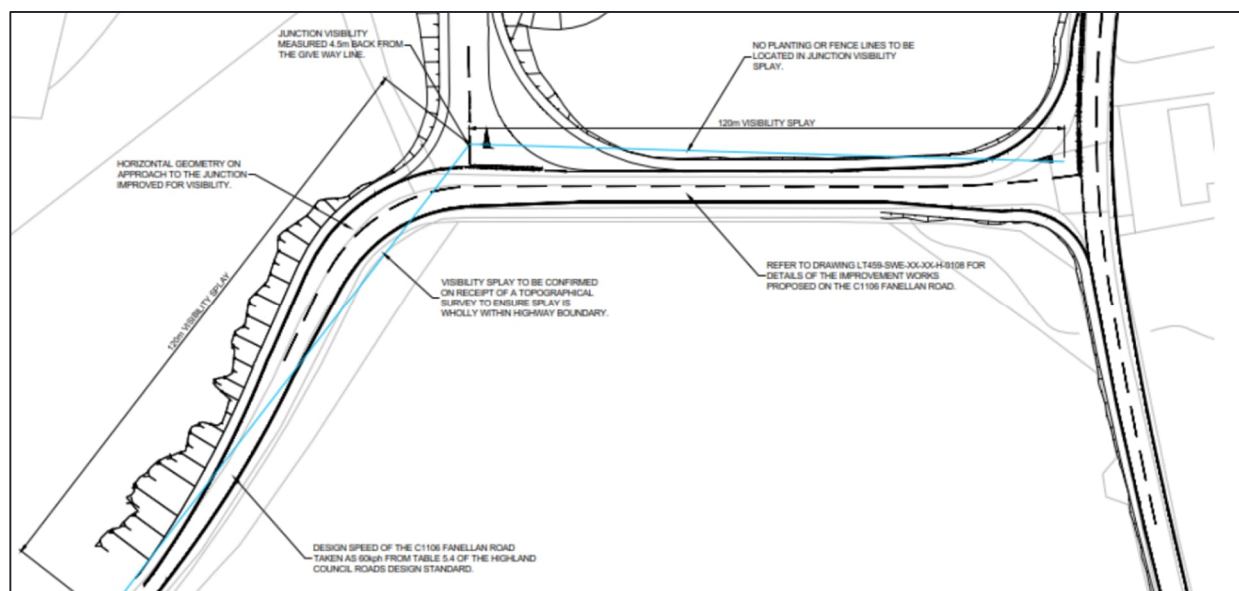 JUNCTION VISIBILITY
MEASURED 4.5m BACK FROM
THE GIVE WAY LINE.
NO PLANTING OR FENCE LINES TO BE
LOCATED IN JUNCTION VISIBILITY
SPLAY.
120m VISIBILITY SPLAY
HORIZONTAL GEOMETRY ON
APPROACH TO THE JUNCTION
IMPROVED FOR VISIBILITY.
REFER TO DRAWING LT459-SWE-XX-XX-H-0108 FOR
DETAILS OF THE IMPROVEMENT WORKS
PROPOSED ON THE C1106 FANELLAN ROAD.
VISIBILITY SPLAY TO BE CONFIRMED
ON RECEIPT OF A TOPOGRAPHICAL
SURVEY TO ENSURE SPLAY IS
WHOLLY WITHIN HIGHWAY BOUNDARY.
120m VISIBILITY SPLAY
DESIGN SPEED OF THE C1106 FANELLAN ROAD
TAKEN AS 60kph FROM TABLE 5.4 OF THE HIGHLAND
COUNCIL ROADS DESIGN STANDARD.